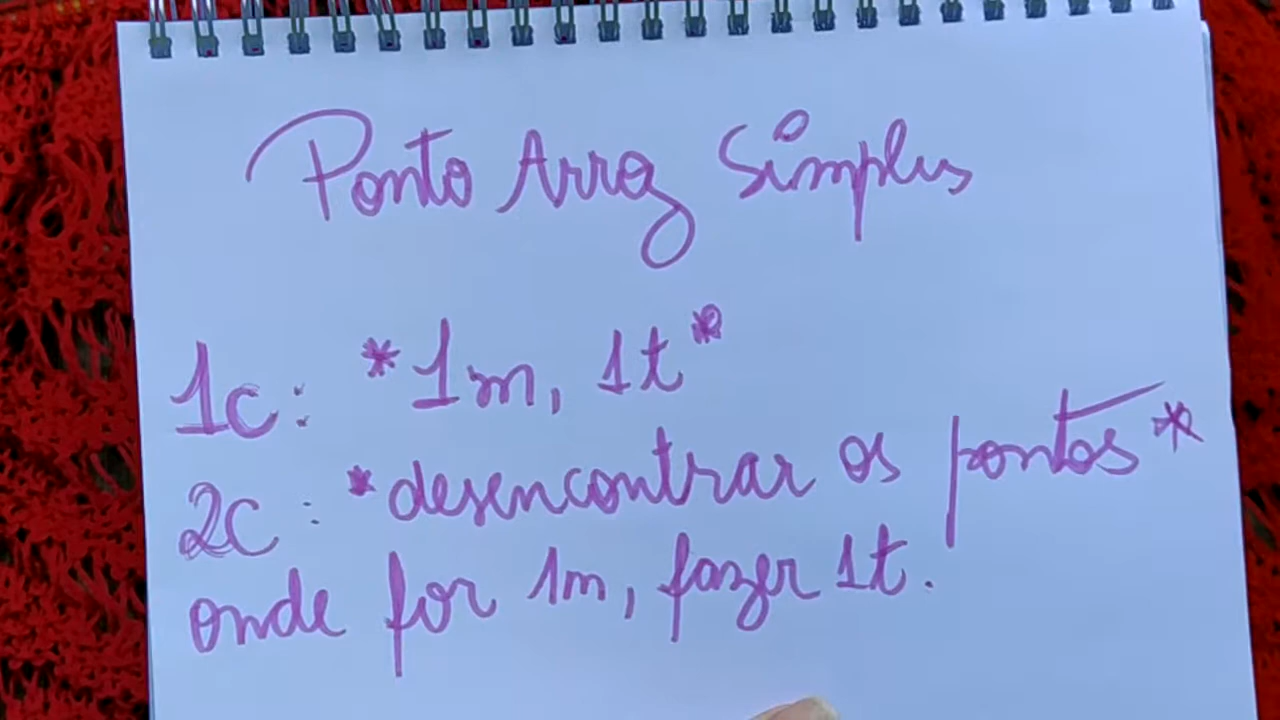 Ponto Arroz Simples
1c: *1m, 1t*
2c: *desencontrar os pontos*
onde for 1m, fazer 1t.